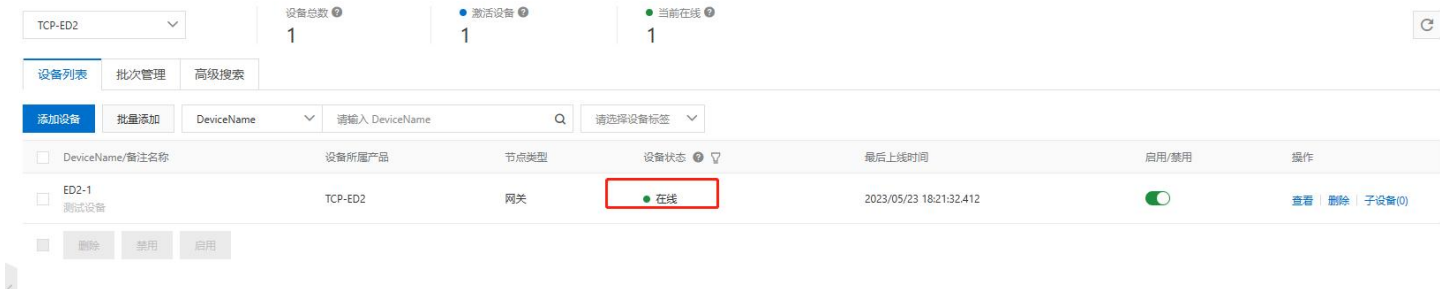 TCP-ED2
设备总数
激活设备
当前在线
1
1
1
设备列表 批次管理 高级搜索
添加设备 批量添加 DeviceName 请输入 DeviceName 请选择设备标签
DeviceName/备注名称 设备所属产品 节点类型 设备状态 最后上线时间 启用/禁用 操作
ED2-1
测试设备
TCP-ED2 网关 在线 2023/05/23 18:21:32.412 查看 删除 子设备(0)
删除 禁用 启用